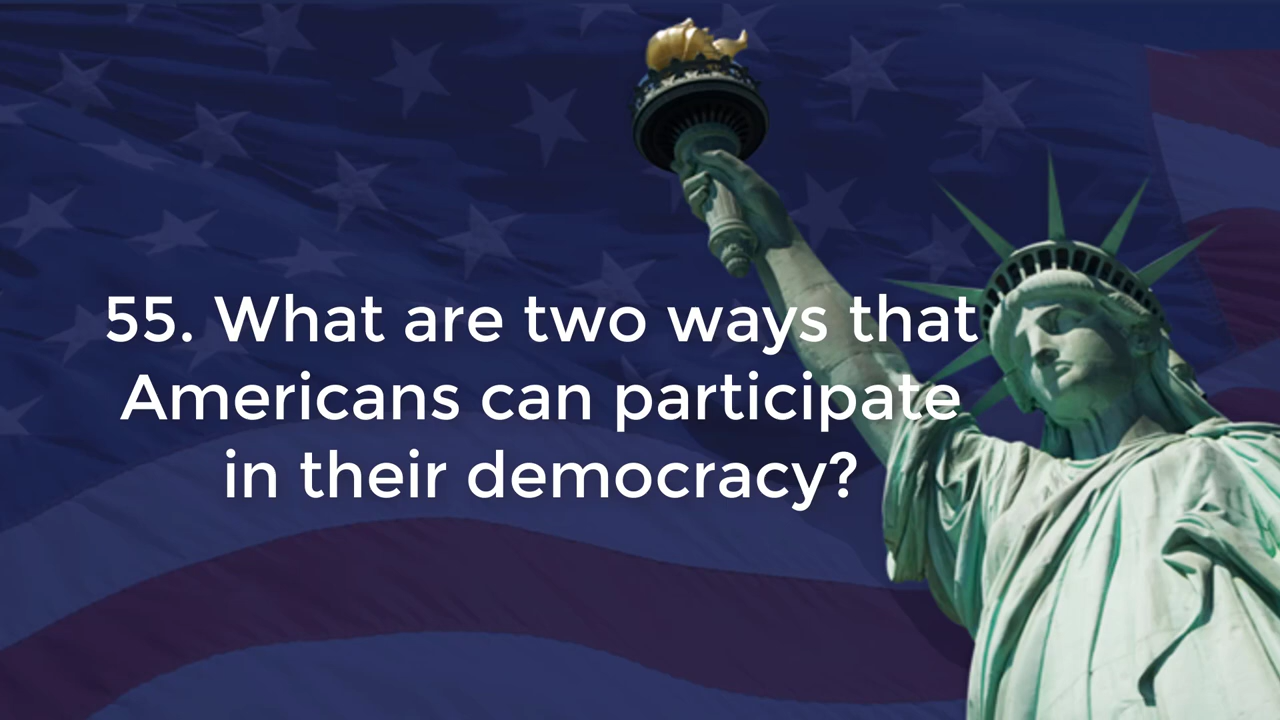 55. What are two ways that
Americans can participate
in their democracy?